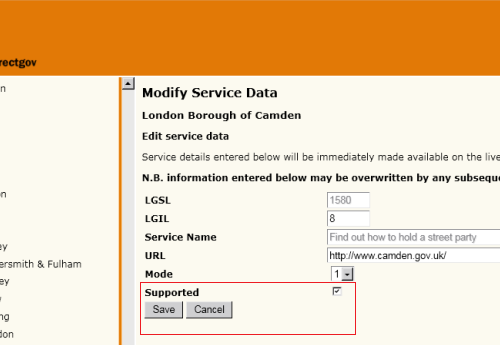 rectgov
n
on
ey
ersmith & Fulham
ey
e
ng
don
Modify Service Data
London Borough of Camden
Edit service data
Service details entered below will be immediately made available on the live
N.B. information entered below may be overwritten by any subseque
LGSL 1580
LGIL 8
Service Name Find out how to hold a street party
URL http://www.camden.gov.uk/
Mode 1
Supported
Save Cancel